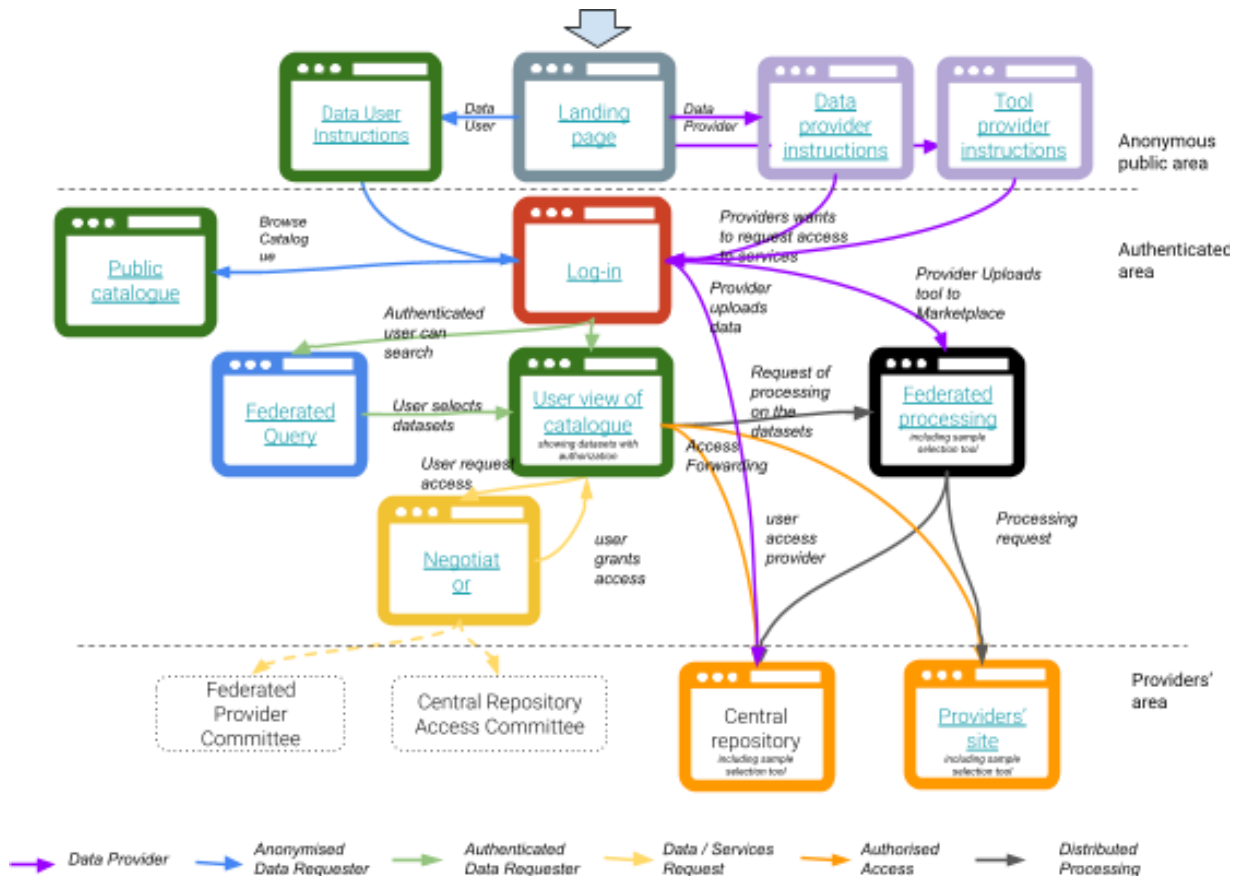 Data User
Instructions
Data
User
Landing
page
Data
Provider
Data
provider
instructions
Tool
provider
instructions
Anonymous
public area
Public
catalogue
Browse
Catalog
ue
Log-in
Providers wants
to request access
to services
Authenticated
area
Provider
uploads
data
Provider Uploads
tool to
Marketplace
Authenticated
user can
search
Federated
Query
User selects
datasets
User view of
catalogue
showing datasets with
authorization
Request of
processing
on the
datasets
Federated
processing
including sample
selection tool
Access
Forwarding
User request
access
Negotiat
or
user
grants
access
user
access
provider
Processing
request
Federated
Provider
Committee
Central Repository
Access Committee
Central
repository
including sample
selection tool
Providers'
site
including sample
selection tool
Providers'
area
Data Provider
Anonymised
Data Requester
Authenticated
Data Requester
Data / Services
Request
Authorised
Access
Distributed
Processing